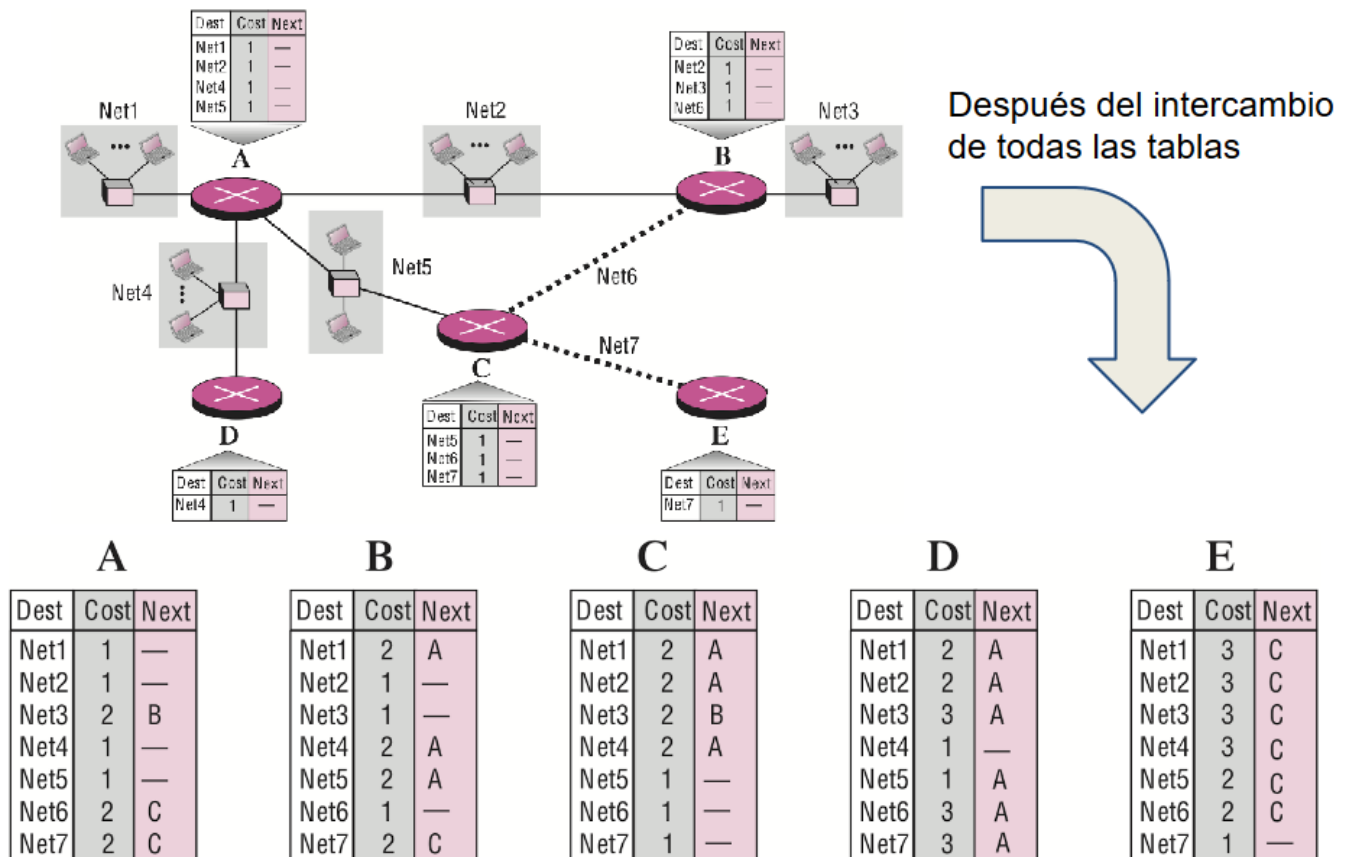 Dest Cost Next
Net1 1 —
Net2 1 —
Net4 1 —
Net5 1 —
Dest Cost Next
Net2 1 —
Net3 1 —
Net6 1 —
Después del intercambio
de todas las tablas
Net1
Net2
Net3
A
B
Net4
Net5
Net6
Net7
C
D
E
Dest Cost Next
Net5 1 —
Net6 1 —
Net7 1 —
Dest Cost Next
Net4 1 —
Dest Cost Next
Net7 1 —
A
Dest Cost Next
Net1 1 —
Net2 1 —
Net3 2 B
Net4 1 —
Net5 1 —
Net6 2 C
Net7 2 C
B
Dest Cost Next
Net1 2 A
Net2 1 —
Net3 1 —
Net4 2 A
Net5 2 A
Net6 1 —
Net7 2 C
C
Dest Cost Next
Net1 2 A
Net2 2 A
Net3 2 B
Net4 2 A
Net5 1 —
Net6 1 —
Net7 1 —
D
Dest Cost Next
Net1 2 A
Net2 2 A
Net3 3 A
Net4 1 —
Net5 1 A
Net6 3 A
Net7 3 A
E
Dest Cost Next
Net1 3 C
Net2 3 C
Net3 3 C
Net4 3 C
Net5 2 C
Net6 2 C
Net7 1 —